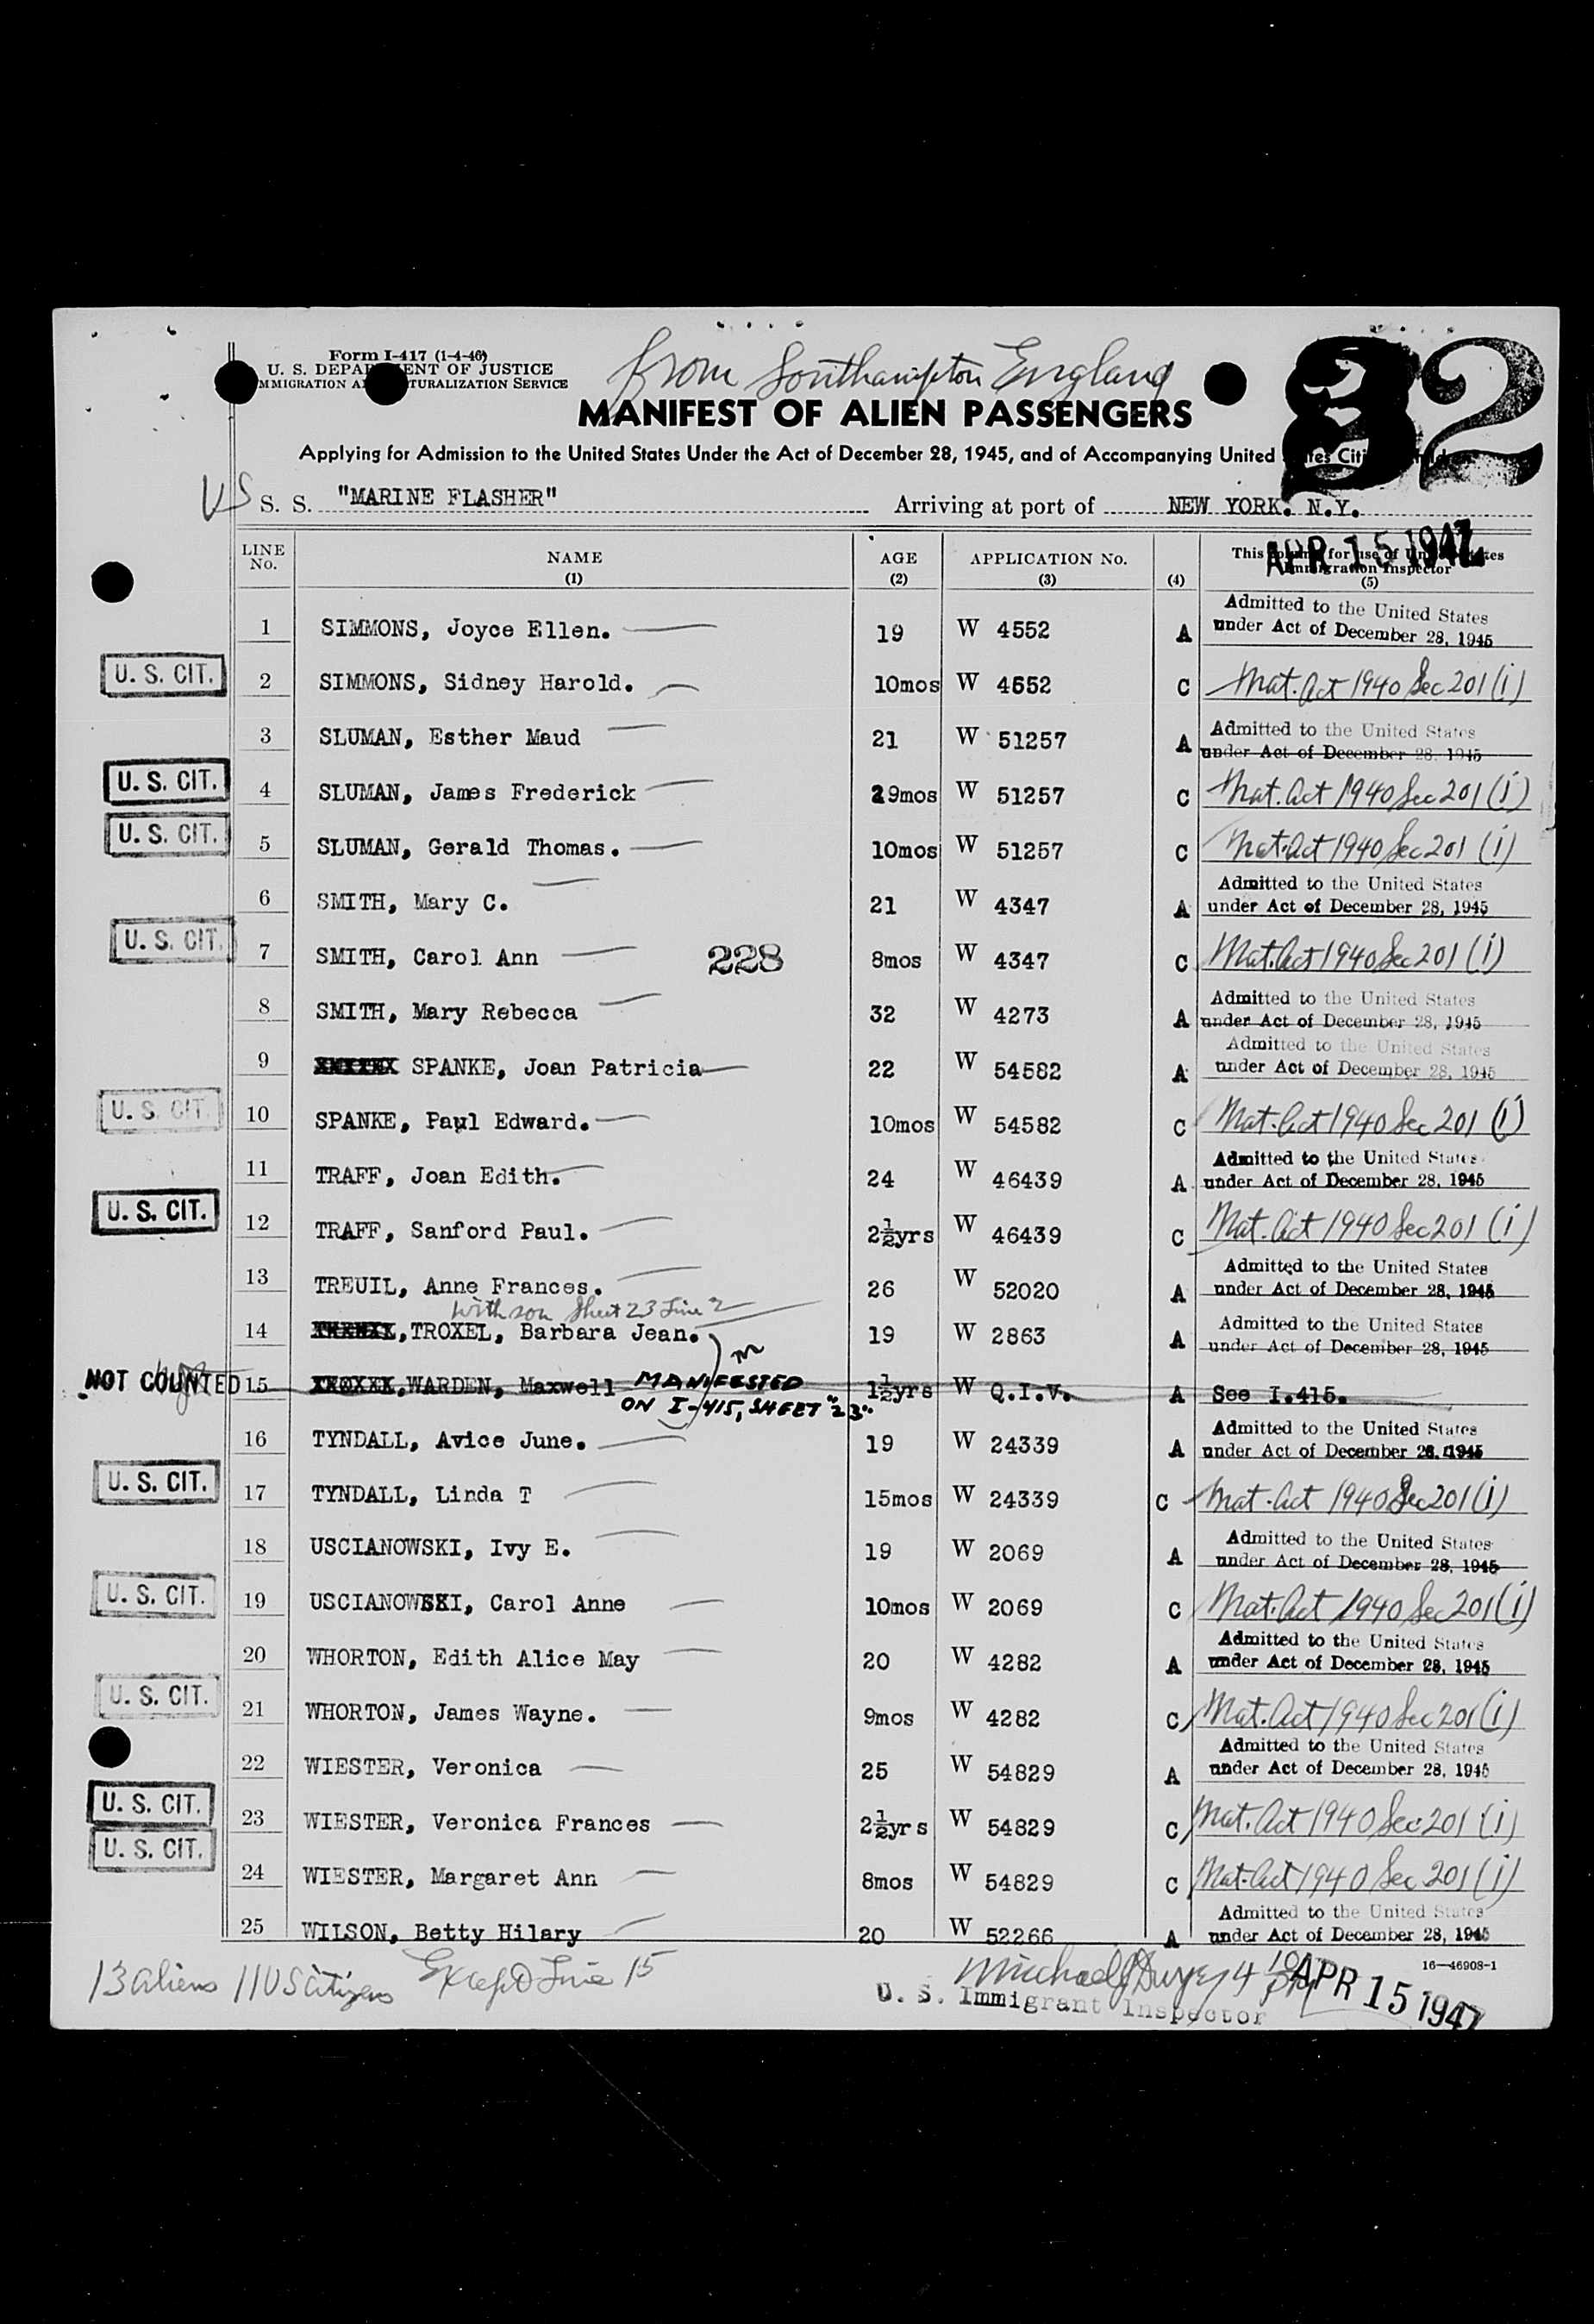 Form I-417 (1-4-46)
U. S. DEPARTMENT OF JUSTICE
IMMIGRATION AND NATURALIZATION SERVICE
from Southampton England
32
MANIFEST OF ALIEN PASSENGERS
Applying for Admission to the United States Under the Act of December 28, 1945, and of Accompanying United States Citizen Children
US S. S. "MARINE FLASHER" Arriving at port of NEW YORK. N.Y.
APR 15 1947
LINE No. NAME (1) AGE (2) APPLICATION No. (3) (4) This column for use of United States Immigration Inspector (5)
1 SIMMONS, Joyce Ellen. 19 W 4552 A Admitted to the United States under Act of December 28, 1945
U. S. CIT. 2 SIMMONS, Sidney Harold. 10mos W 4552 C Nat. Act 1940 Sec 201 (i)
3 SLUMAN, Esther Maud 21 W 51257 A Admitted to the United States under Act of December 28, 1945
U. S. CIT. 4 SLUMAN, James Frederick 29mos W 51257 C Nat. Act 1940 Sec 201 (i)
U. S. CIT. 5 SLUMAN, Gerald Thomas. 10mos W 51257 C Nat. Act 1940 Sec 201 (i)
6 SMITH, Mary C. 21 W 4347 A Admitted to the United States under Act of December 28, 1945
U. S. CIT. 7 SMITH, Carol Ann 228 8mos W 4347 C Nat. Act 1940 Sec 201 (i)
8 SMITH, Mary Rebecca 32 W 4273 A Admitted to the United States under Act of December 28, 1945
9 SPANKE, Joan Patricia 22 W 54582 A Admitted to the United States under Act of December 28, 1945
U. S. CIT. 10 SPANKE, Paul Edward. 10mos W 54582 C Nat. Act 1940 Sec 201 (i)
11 TRAFF, Joan Edith. 24 W 46439 A Admitted to the United States under Act of December 28, 1945
U. S. CIT. 12 TRAFF, Sanford Paul. 2½yrs W 46439 C Nat. Act 1940 Sec 201 (i)
13 TREUIL, Anne Frances. 26 W 52020 A Admitted to the United States under Act of December 28, 1945
with son Sheet 23 Line 2
14 TROXEL, Barbara Jean. 19 W 2863 A Admitted to the United States under Act of December 28, 1945
NOT COUNTED 15 WARDEN, Maxwell MANIFESTED ON I-415, SHEET "23" 1½yrs W Q.I.V. A See I.415.
16 TYNDALL, Avice June. 19 W 24339 A Admitted to the United States under Act of December 28, 1945
U. S. CIT. 17 TYNDALL, Linda T 15mos W 24339 C Nat. Act 1940 Sec 201 (i)
18 USCIANOWSKI, Ivy E. 19 W 2069 A Admitted to the United States under Act of December 28, 1945
U. S. CIT. 19 USCIANOWSKI, Carol Anne 10mos W 2069 C Nat. Act 1940 Sec 201 (i)
20 WHORTON, Edith Alice May 20 W 4282 A Admitted to the United States under Act of December 28, 1945
U. S. CIT. 21 WHORTON, James Wayne. 9mos W 4282 C Nat. Act 1940 Sec 201 (i)
22 WIESTER, Veronica 25 W 54829 A Admitted to the United States under Act of December 28, 1945
U. S. CIT. 23 WIESTER, Veronica Frances 2½yrs W 54829 C Nat. Act 1940 Sec 201 (i)
U. S. CIT. 24 WIESTER, Margaret Ann 8mos W 54829 C Nat. Act 1940 Sec 201 (i)
25 WILSON, Betty Hilary 20 W 52266 A Admitted to the United States under Act of December 28, 1945
16—46908-1
13 aliens 11 US Citizens Except Line 15
U. S. Immigrant Inspector
APR 15 1947